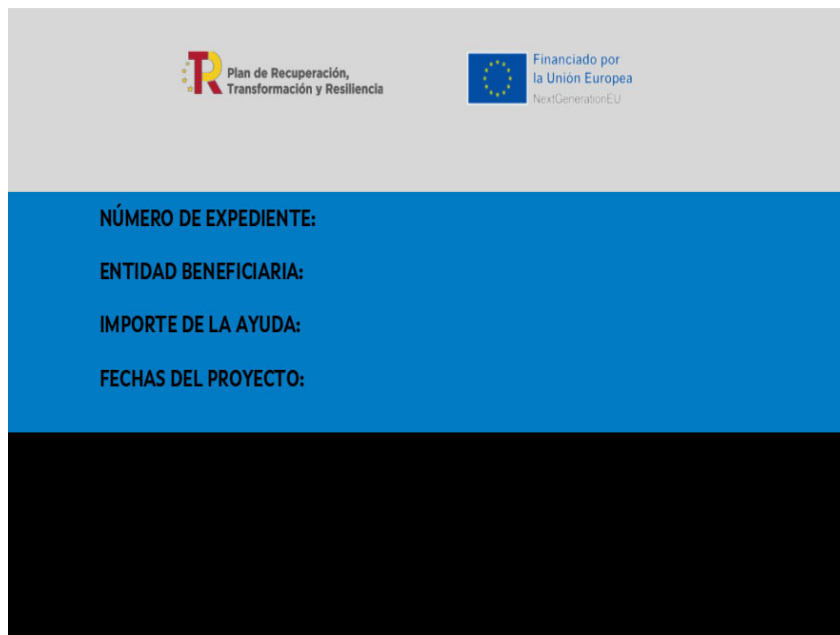 Plan de Recuperación,
Transformación y Resiliencia
Financiado por
la Unión Europea
NextGenerationEU
NÚMERO DE EXPEDIENTE:
ENTIDAD BENEFICIARIA:
IMPORTE DE LA AYUDA:
FECHAS DEL PROYECTO: